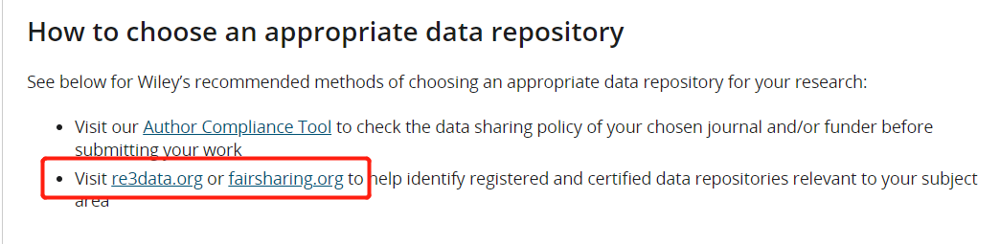 How to choose an appropriate data repository
See below for Wiley’s recommended methods of choosing an appropriate data repository for your research:
• Visit our Author Compliance Tool to check the data sharing policy of your chosen journal and/or funder before
submitting your work
• Visit re3data.org or fairsharing.org to help identify registered and certified data repositories relevant to your subject
area